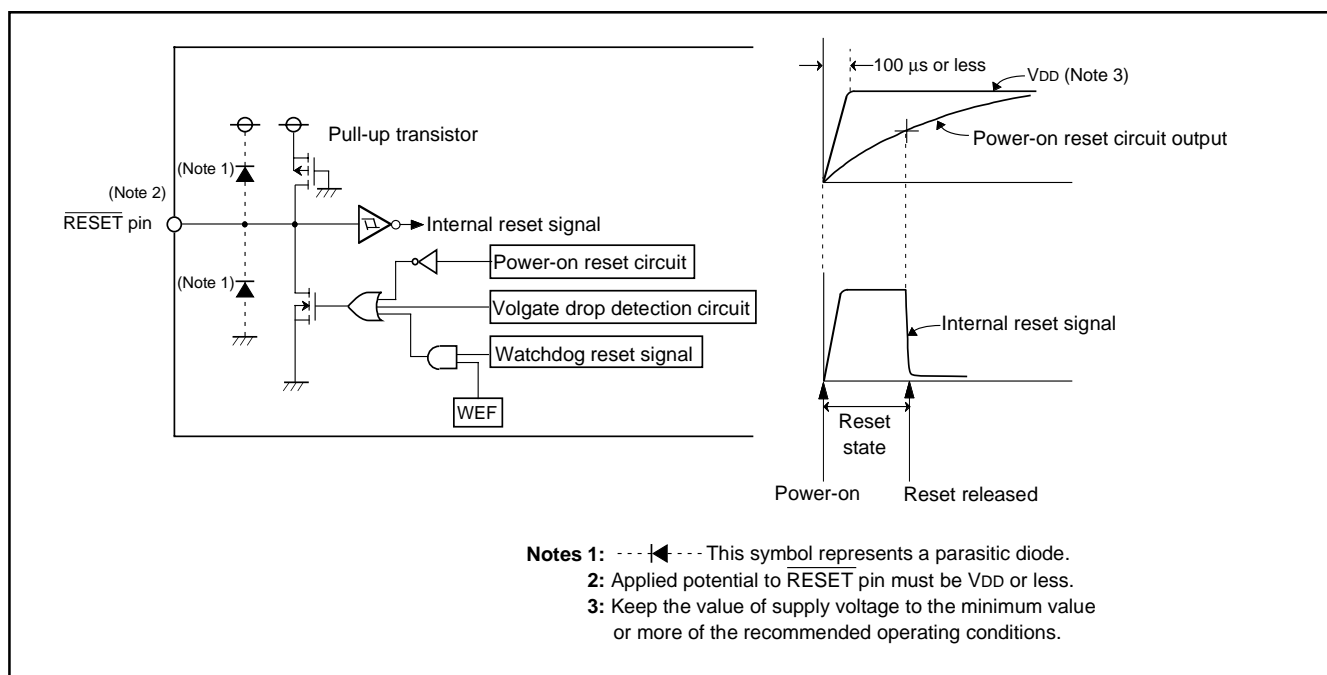 Pull-up transistor
(Note 1)
(Note 2)
RESET pin
Internal reset signal
Power-on reset circuit
(Note 1)
Volgate drop detection circuit
Watchdog reset signal
WEF
100 μs or less
VDD (Note 3)
Power-on reset circuit output
Internal reset signal
Reset
state
Power-on
Reset released
Notes 1: This symbol represents a parasitic diode.
2: Applied potential to RESET pin must be VDD or less.
3: Keep the value of supply voltage to the minimum value
or more of the recommended operating conditions.